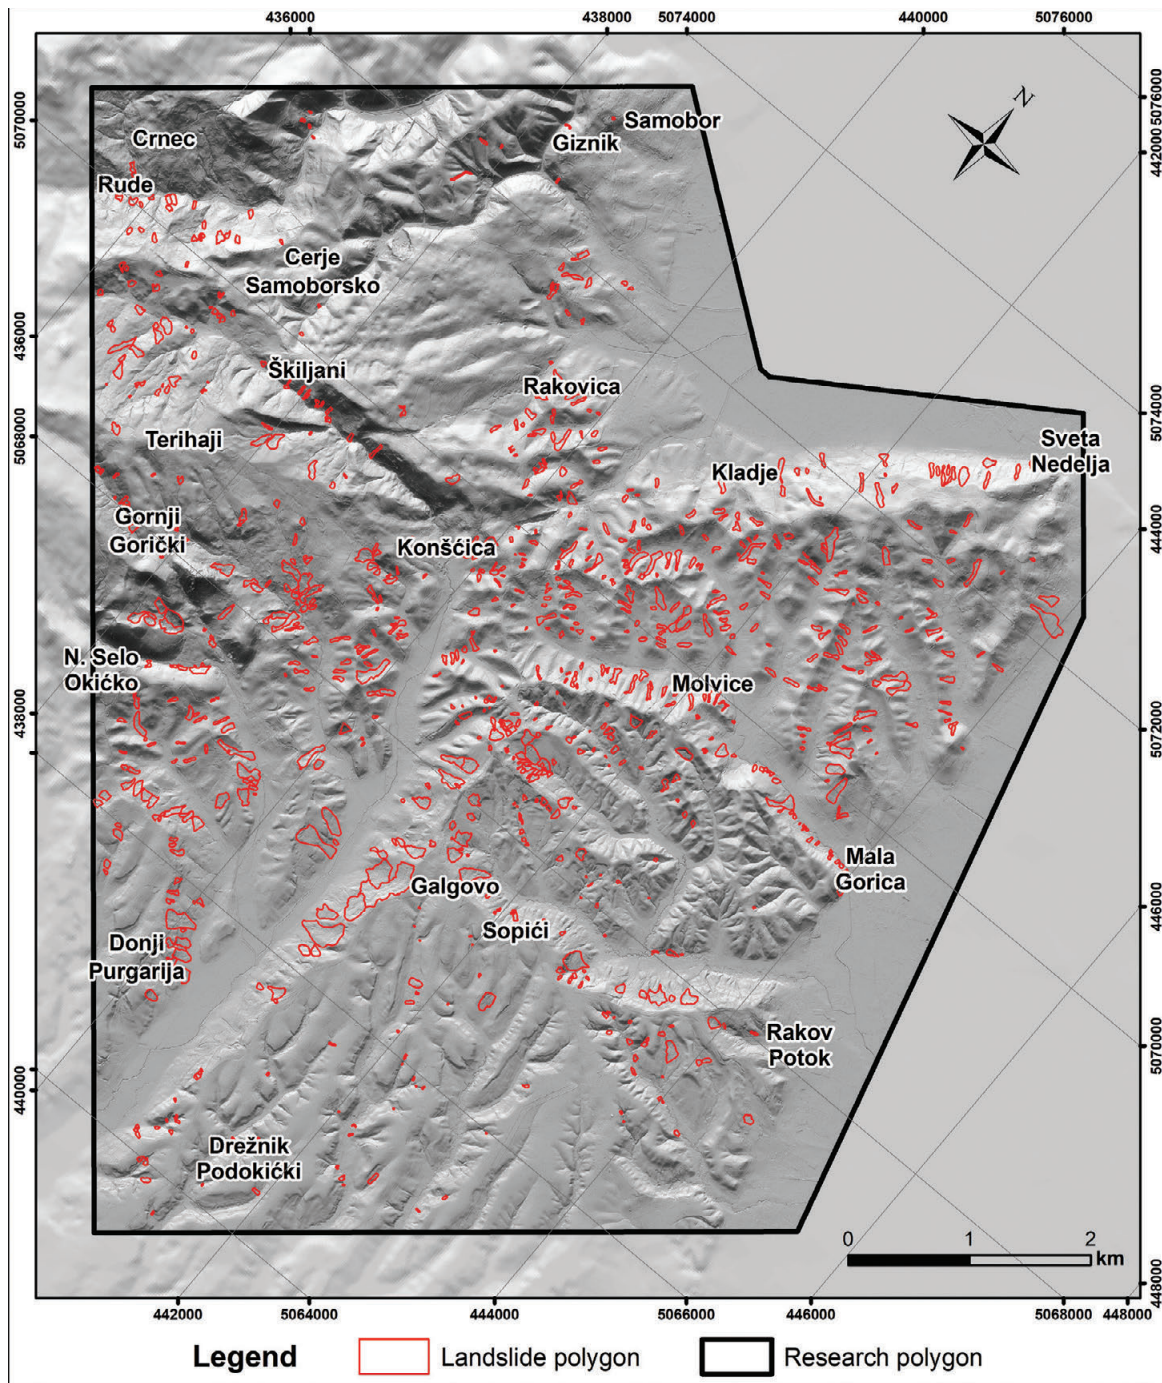 436000
438000
5074000
440000
5076000
5070000
436000
5068000
438000
440000
5076000
442000
5074000
444000
5072000
446000
5070000
448000
N
Samobor
Giznik
Crnec
Rude
Cerje
Samoborsko
Škiljani
Rakovica
Terihaji
Kladje
Sveta
Nedelja
Gornji
Gorički
Konšćica
N. Selo
Okićko
Molvice
Mala
Gorica
Galgovo
Sopići
Donji
Purgarija
Rakov
Potok
Drežnik
Podokićki
0 1 2
km
442000
5064000
444000
5066000
446000
5068000
448000
Legend
Landslide polygon
Research polygon